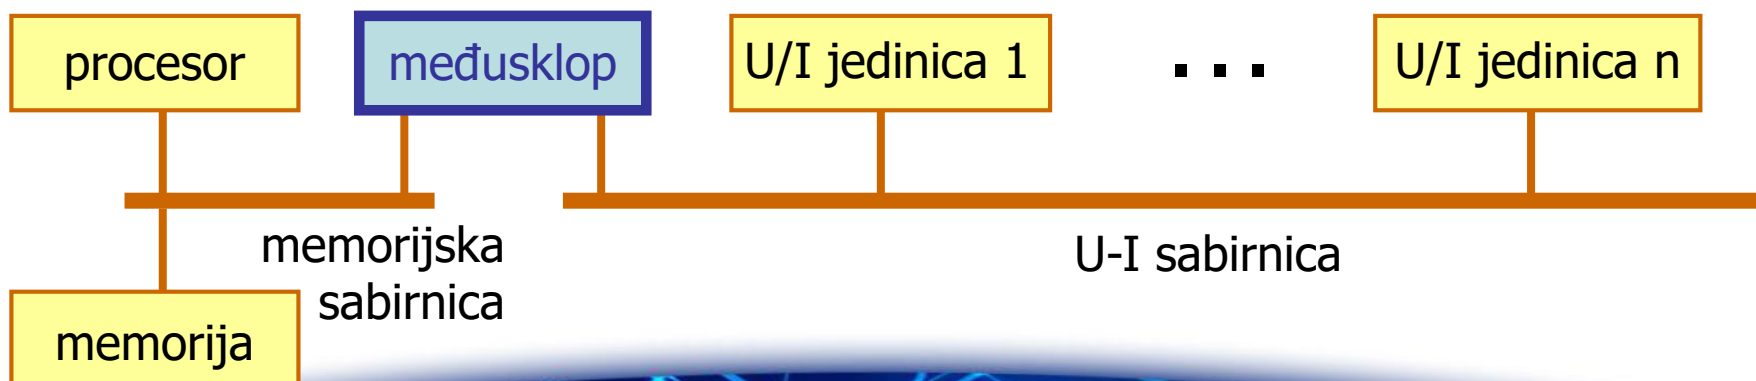 procesor
međusklop
U/I jedinica 1
. . .
U/I jedinica n
memorijska
sabirnica
U-I sabirnica
memorija